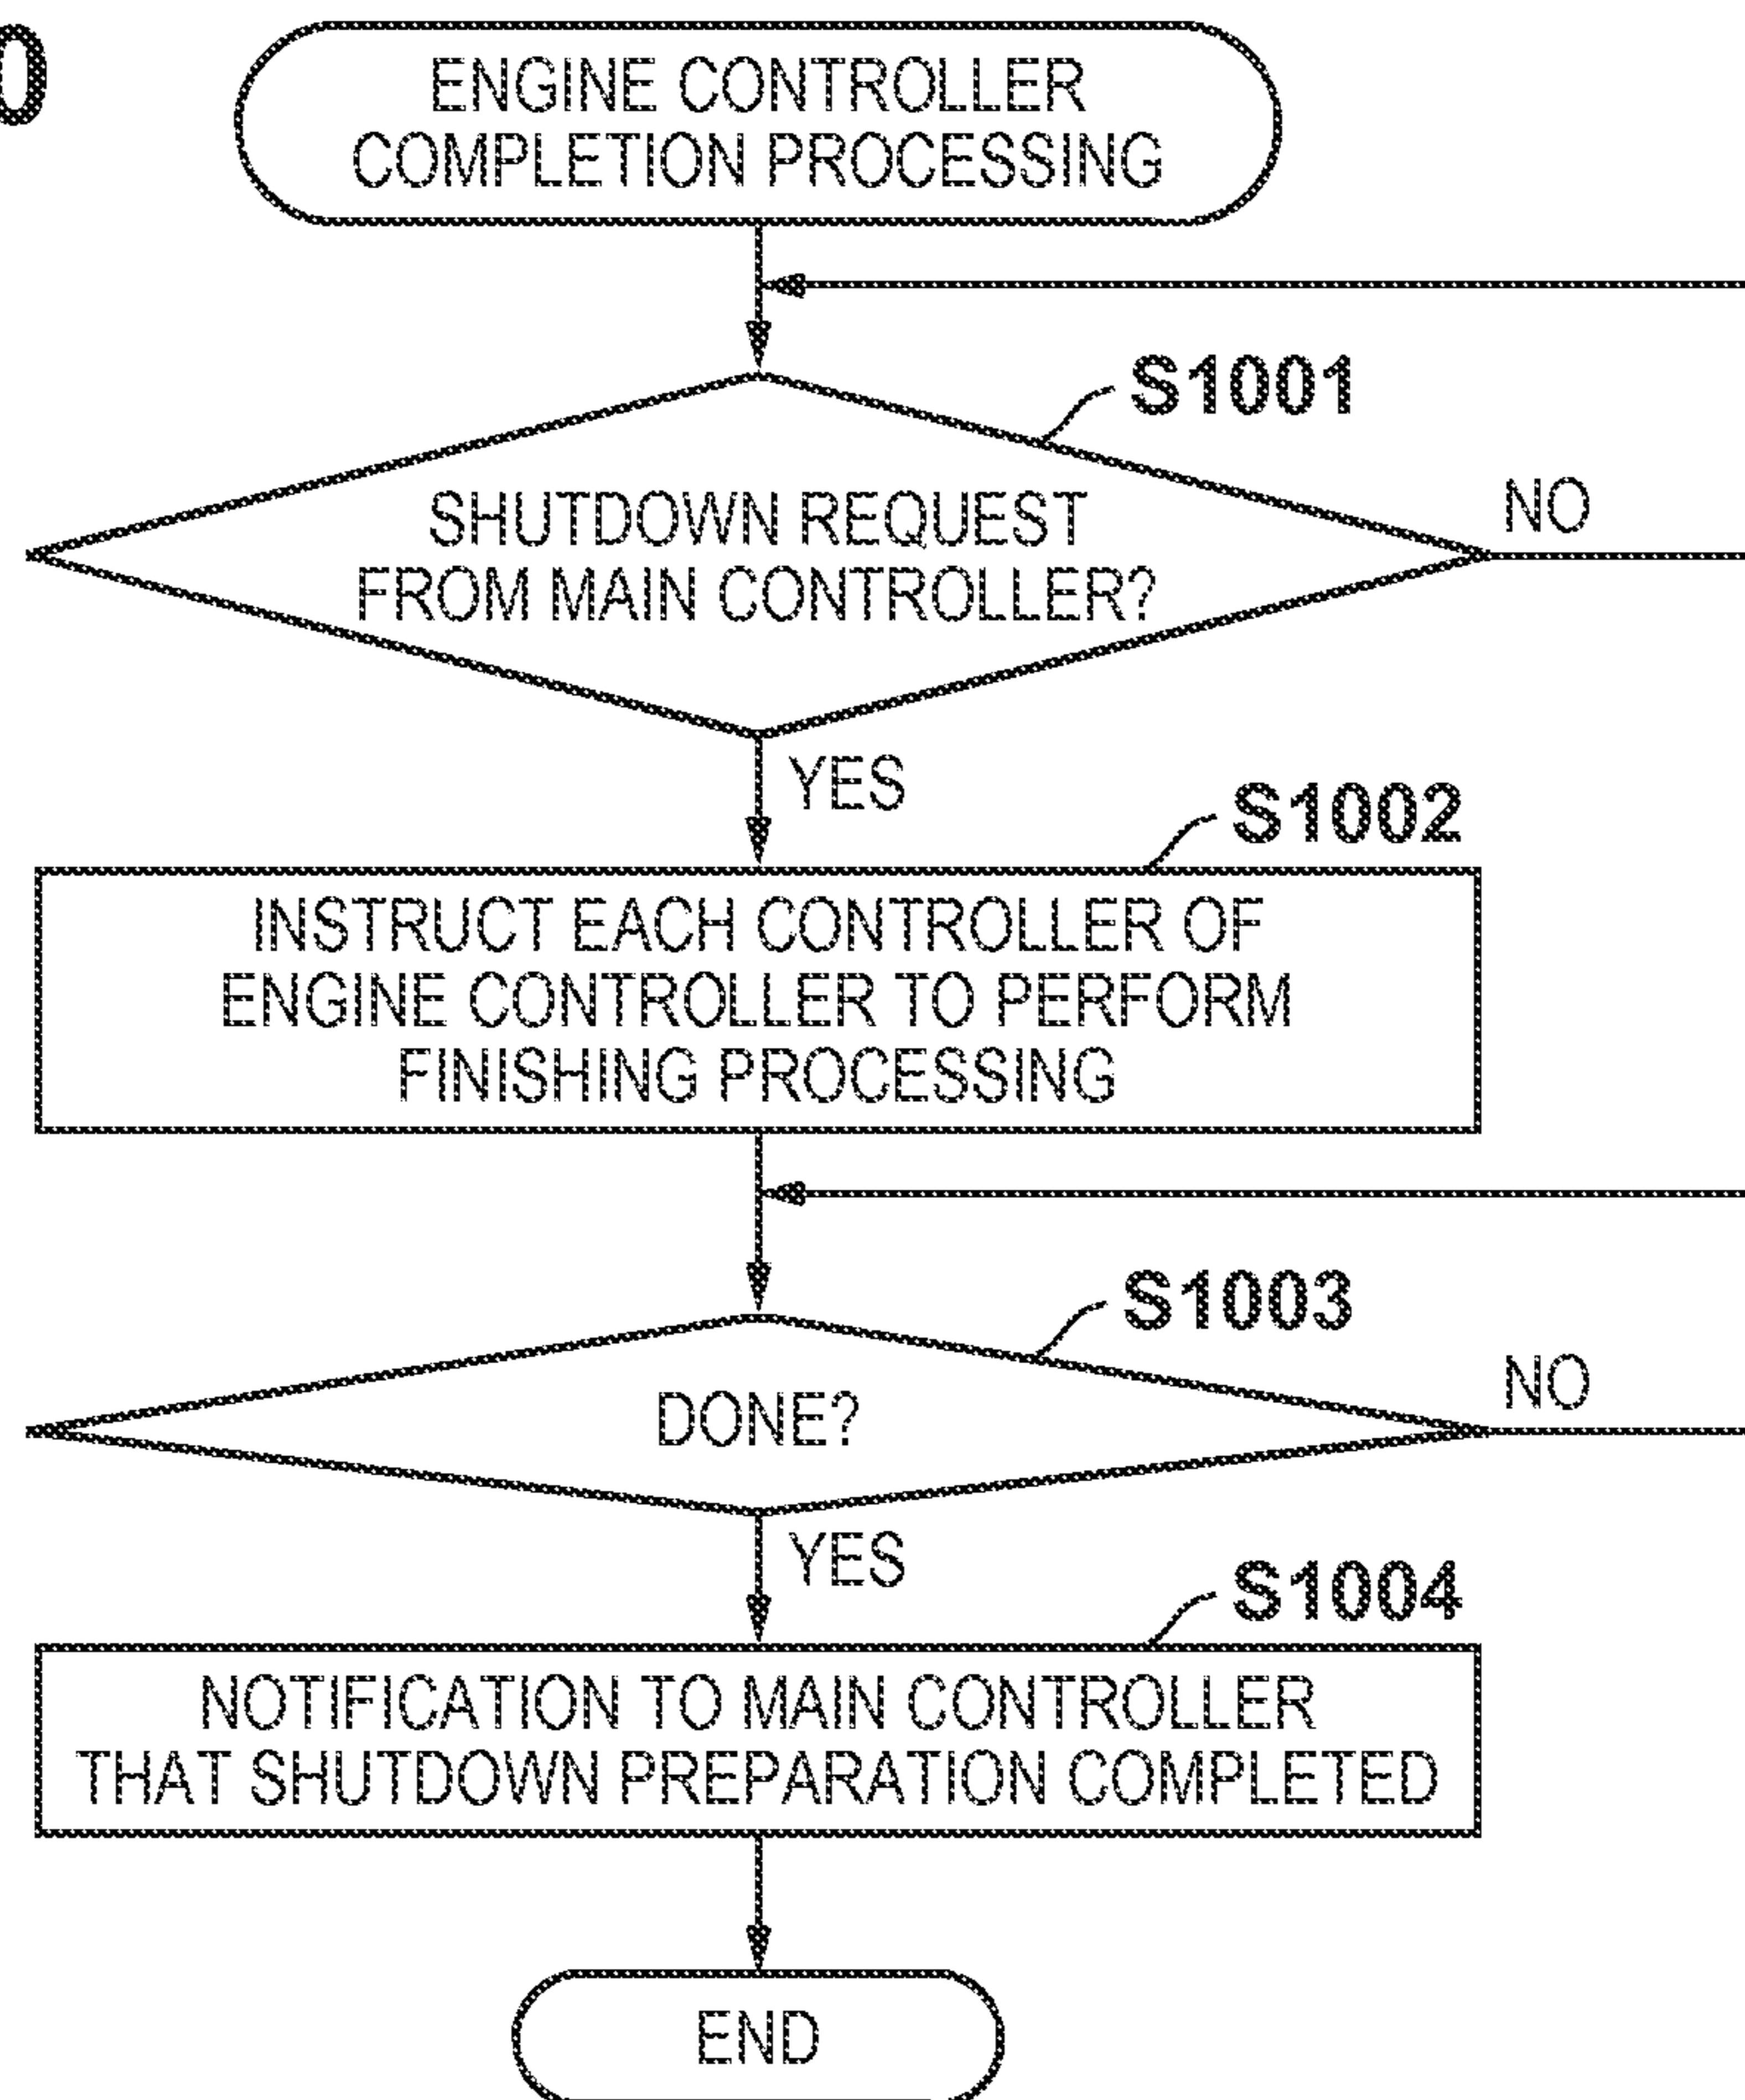 0
ENGINE CONTROLLER
COMPLETION PROCESSING
S1001
SHUTDOWN REQUEST
FROM MAIN CONTROLLER?
NO
YES
S1002
INSTRUCT EACH CONTROLLER OF
ENGINE CONTROLLER TO PERFORM
FINISHING PROCESSING
S1003
DONE?
NO
YES
S1004
NOTIFICATION TO MAIN CONTROLLER
THAT SHUTDOWN PREPARATION COMPLETED
END